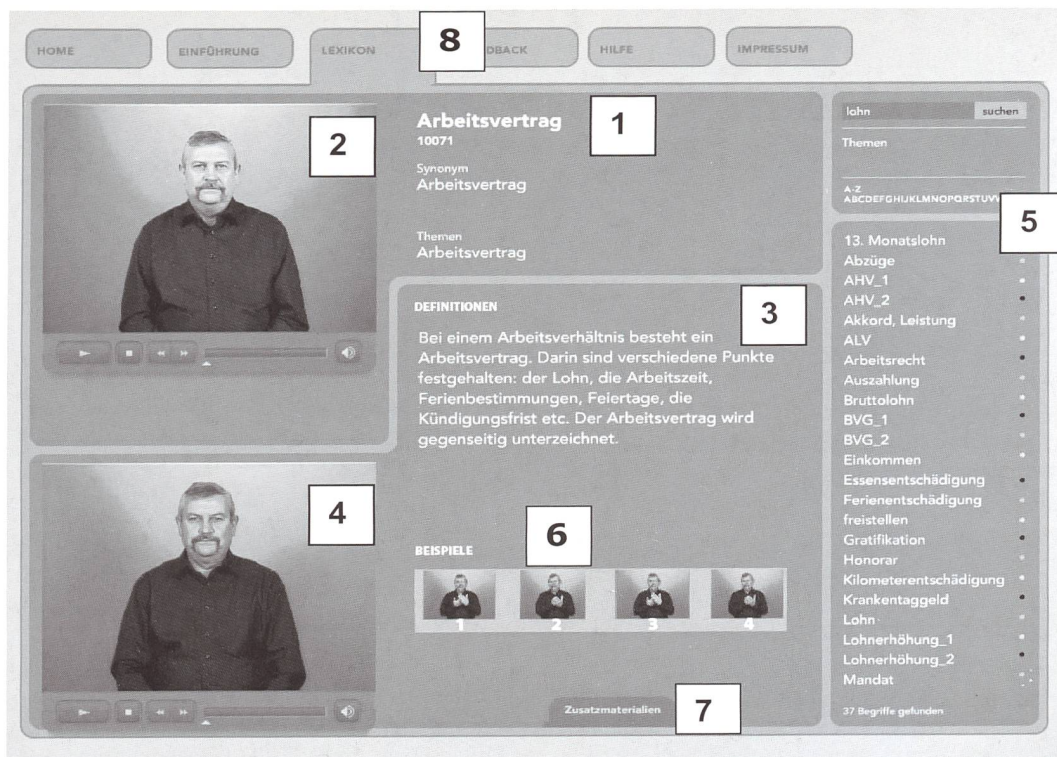 HOME
EINFÜHRUNG
LEXIKON
8
DBACK
HILFE
IMPRESSUM
2
Arbeitsvertrag
1
10071
Synonym
Arbeitsvertrag
Themen
Arbeitsvertrag
DEFINITIONEN
3
Bei einem Arbeitsverhältnis besteht ein
Arbeitsvertrag. Darin sind verschiedene Punkte
festgehalten: der Lohn, die Arbeitszeit,
Ferienbestimmungen, Feiertage, die
Kündigungsfrist etc. Der Arbeitsvertrag wird
gegenseitig unterzeichnet.
4
BEISPIELE
6
1 2 3 4
Zusatzmaterialien
7
lohn suchen
Themen
A-Z
ABCDEFGHIJKLMNOPQRSTUV
5
13. Monatslohn
Abzüge
AHV_1
AHV_2
Akkord, Leistung
ALV
Arbeitsrecht
Auszahlung
Bruttolohn
BVG_1
BVG_2
Einkommen
Essensentschädigung
Ferienentschädigung
freistellen
Gratifikation
Honorar
Kilometerentschädigung
Krankentaggeld
Lohn
Lohnerhöhung_1
Lohnerhöhung_2
Mandat
37 Begriffe gefunden